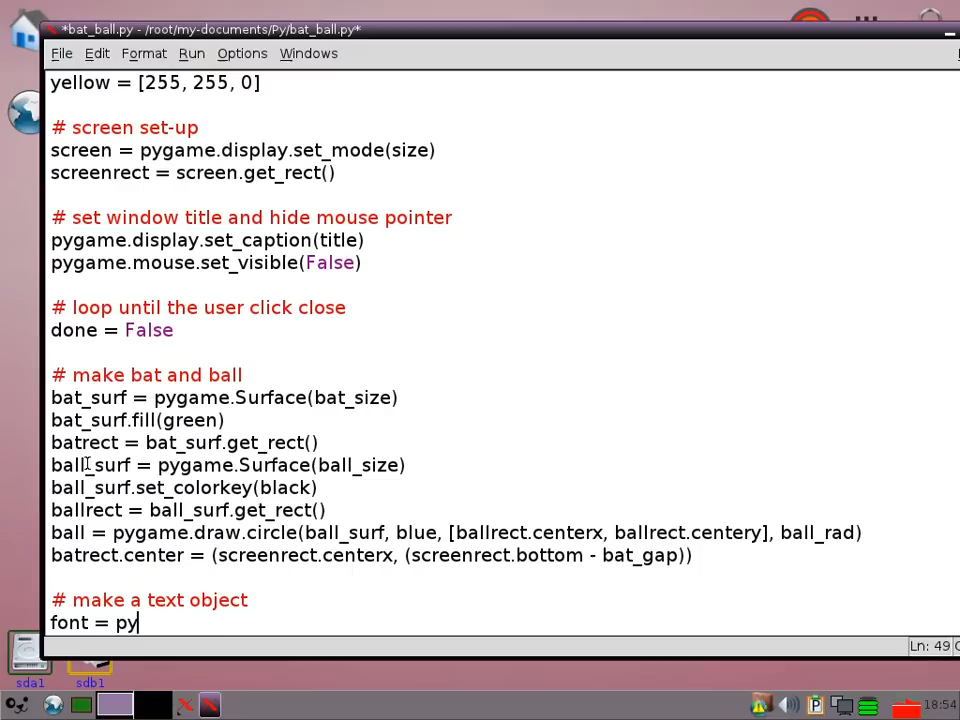 *bat_ball.py - /root/my-documents/Py/bat_ball.py*
File Edit Format Run Options Windows
yellow = [255, 255, 0]
# screen set-up
screen = pygame.display.set_mode(size)
screenrect = screen.get_rect()
# set window title and hide mouse pointer
pygame.display.set_caption(title)
pygame.mouse.set_visible(False)
# loop until the user click close
done = False
# make bat and ball
bat_surf = pygame.Surface(bat_size)
bat_surf.fill(green)
batrect = bat_surf.get_rect()
ball_surf = pygame.Surface(ball_size)
ball_surf.set_colorkey(black)
ballrect = ball_surf.get_rect()
ball = pygame.draw.circle(ball_surf, blue, [ballrect.centerx, ballrect.centery], ball_rad)
batrect.center = (screenrect.centerx, (screenrect.bottom - bat_gap))
# make a text object
font = py
Ln: 49
sda1 sdb1
18:54